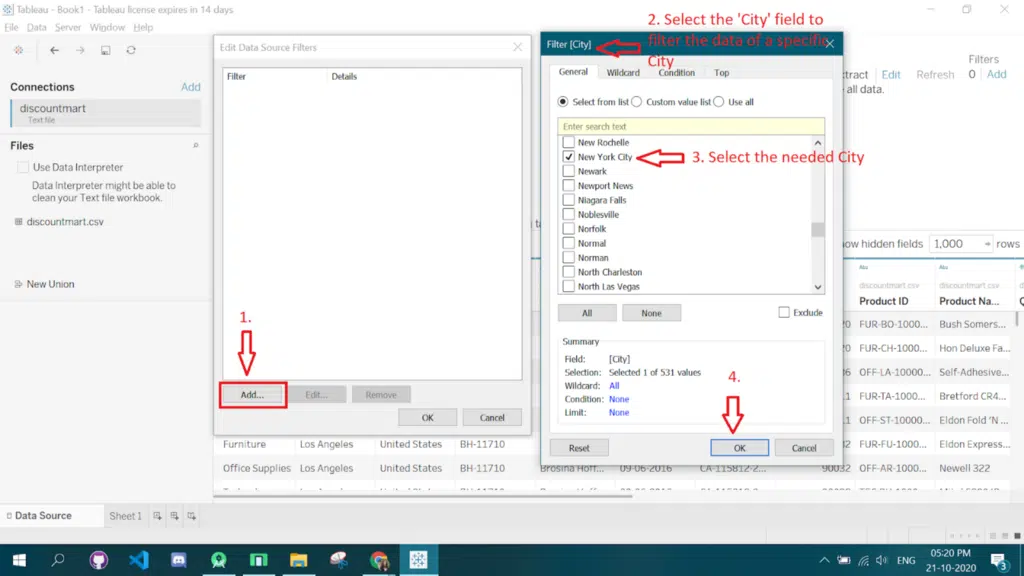 Tableau - Book1 - Tableau license expires in 14 days
File Data Server Window Help
Connections Add
discountmart
Text file
Files
Use Data Interpreter
Data Interpreter might be able to
clean your Text file workbook.
discountmart.csv
New Union
1.
Edit Data Source Filters
Filter Details
Add... Edit... Remove
OK Cancel
2. Select the 'City' field to
filter the data of a specific
City
Filter [City]
General Wildcard Condition Top
Select from list Custom value list Use all
Enter search text
New Rochelle
New York City
3. Select the needed City
Newark
Newport News
Niagara Falls
Noblesville
Norfolk
Normal
Norman
North Charleston
North Las Vegas
All None Exclude
Summary
Field: [City]
Selection: Selected 1 of 531 values
Wildcard: All
Condition: None
Limit: None
4.
Reset OK Cancel
Filters
Edit Refresh 0 Add
all data.
hidden fields 1,000 rows
Abc Abc
discountmart.csv discountmart.csv
Product ID Product Na...
FUR-BO-1000... Bush Somers...
FUR-CH-1000... Hon Deluxe Fa...
OFF-LA-10000... Self-Adhesive...
FUR-TA-1000... Bretford CR4...
OFF-ST-10000... Eldon Fold 'N ...
Furniture Los Angeles United States BH-11710 FUR-FU-1000... Eldon Express...
Office Supplies Los Angeles United States BH-11710 Brosina Hoff... 09-06-2016 CA-115812-2... 90032 OFF-AR-1000... Newell 322
Data Source Sheet 1
ENG 05:20 PM
21-10-2020
3